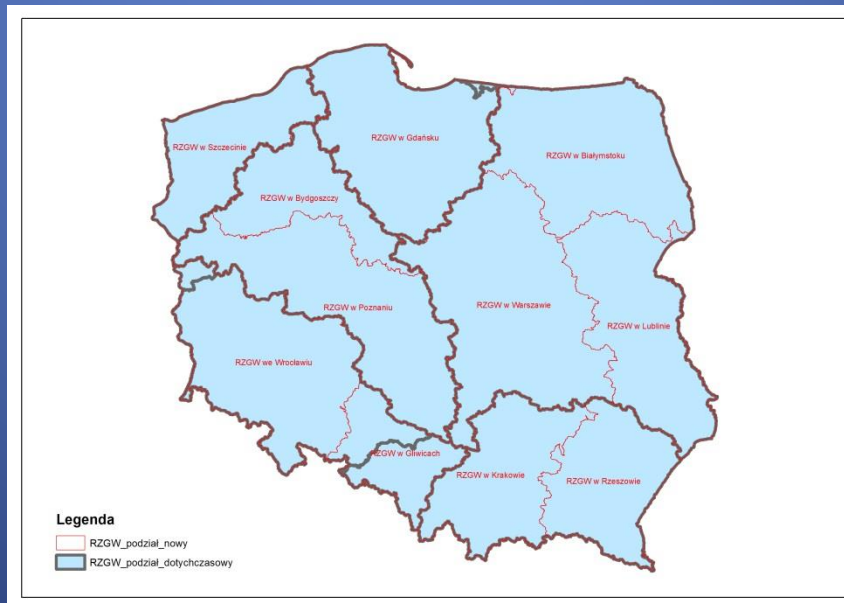 RZGW w Gdańsku
RZGW w Szczecinie
RZGW w Białymstoku
RZGW w Bydgoszczy
RZGW w Warszawie
RZGW w Poznaniu
RZGW w Lublinie
RZGW we Wrocławiu
RZGW w Gliwicach
RZGW w Krakowie
RZGW w Rzeszowie
Legenda
RZGW_podział_nowy
RZGW_podział_dotychczasowy